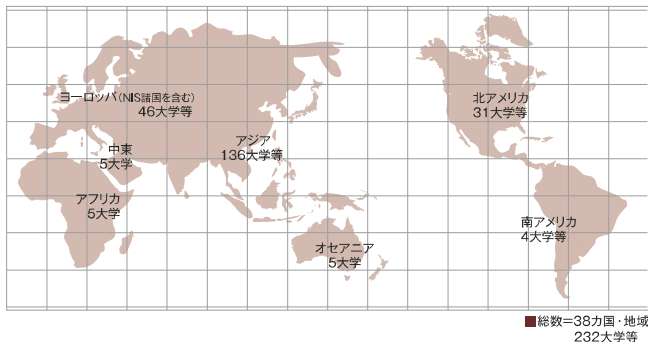 ヨーロッパ(NIS諸国を含む)
46大学等
中東
5大学
アフリカ
5大学
アジア
136大学等
オセアニア
5大学
北アメリカ
31大学等
南アメリカ
4大学等
■総数=38カ国・地域
232大学等